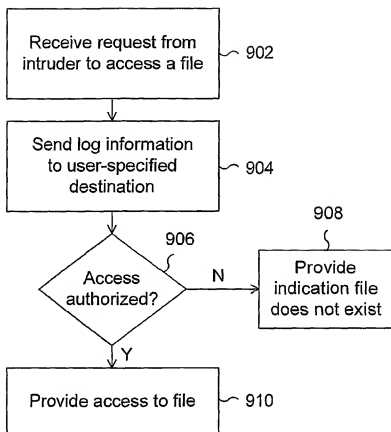 Receive request from
intruder to access a file
902
Send log information
to user-specified
destination
904
906
Access
authorized?
N
908
Provide
indication file
does not exist
Y
Provide access to file
910